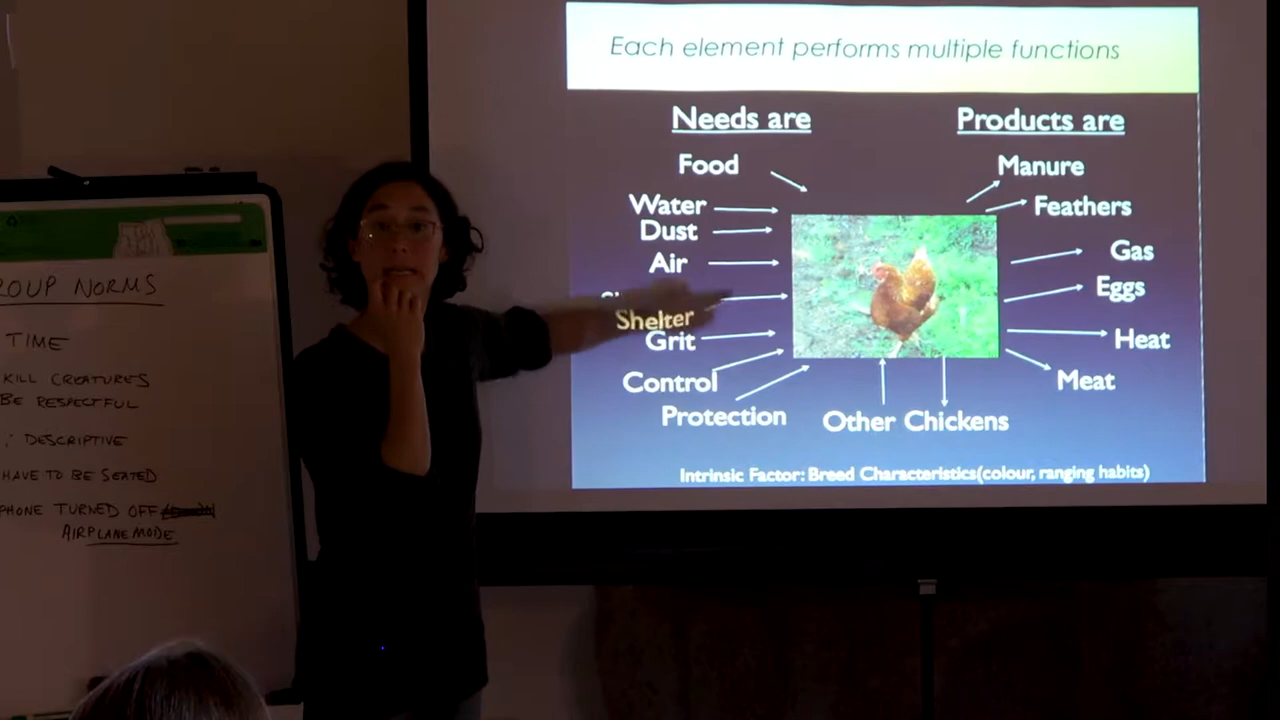 ROUP NORMS
TIME
KILL CREATURES
BE RESPECTFUL
DESCRIPTIVE
HAVE TO BE SEATED
PHONE TURNED OFF
AIRPLANE MODE
Each element performs multiple functions
Needs are
Food
Water
Dust
Air
Shelter
Grit
Control
Protection
Products are
Manure
Feathers
Gas
Eggs
Heat
Meat
Other Chickens
Intrinsic Factor: Breed Characteristics(colour, ranging habits)